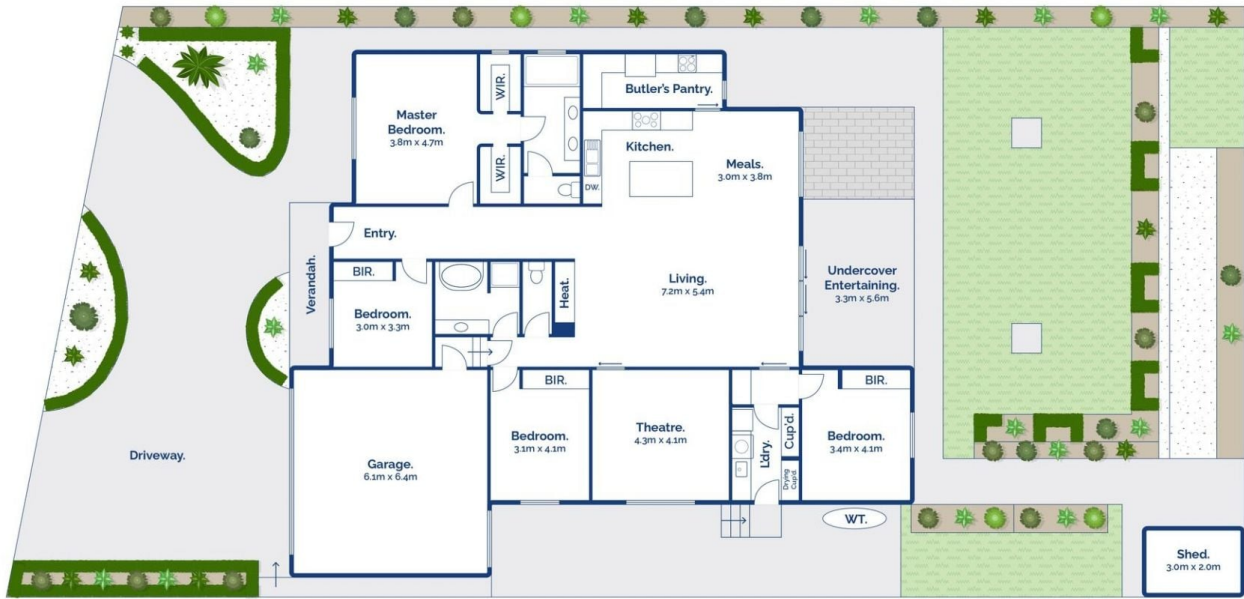 WIR.
Butler's Pantry.
Master
Bedroom.
3.8m x 4.7m
Kitchen.
Meals.
3.0m x 3.8m
WIR.
DW.
Entry.
Verandah.
BIR.
Bedroom.
3.0m x 3.3m
Heat.
Living.
7.2m x 5.4m
Undercover
Entertaining.
3.3m x 5.6m
Driveway.
Garage.
6.1m x 6.4m
BIR.
Bedroom.
3.1m x 4.1m
Theatre.
4.3m x 4.1m
L'dry.
Cup'd.
Drying
Cup'd.
BIR.
Bedroom.
3.4m x 4.1m
WT.
Shed.
3.0m x 2.0m